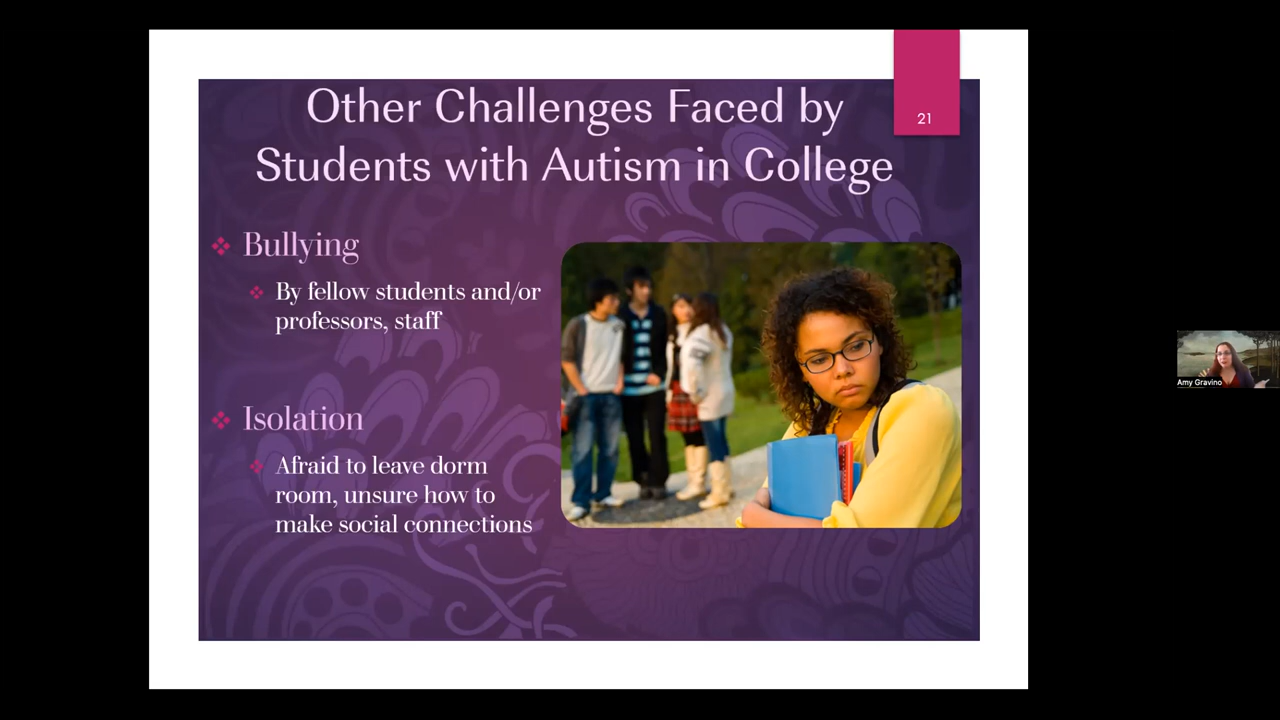 Other Challenges Faced by
Students with Autism in College
21
Bullying
By fellow students and/or
professors, staff
Isolation
Afraid to leave dorm
room, unsure how to
make social connections
Amy Gravino